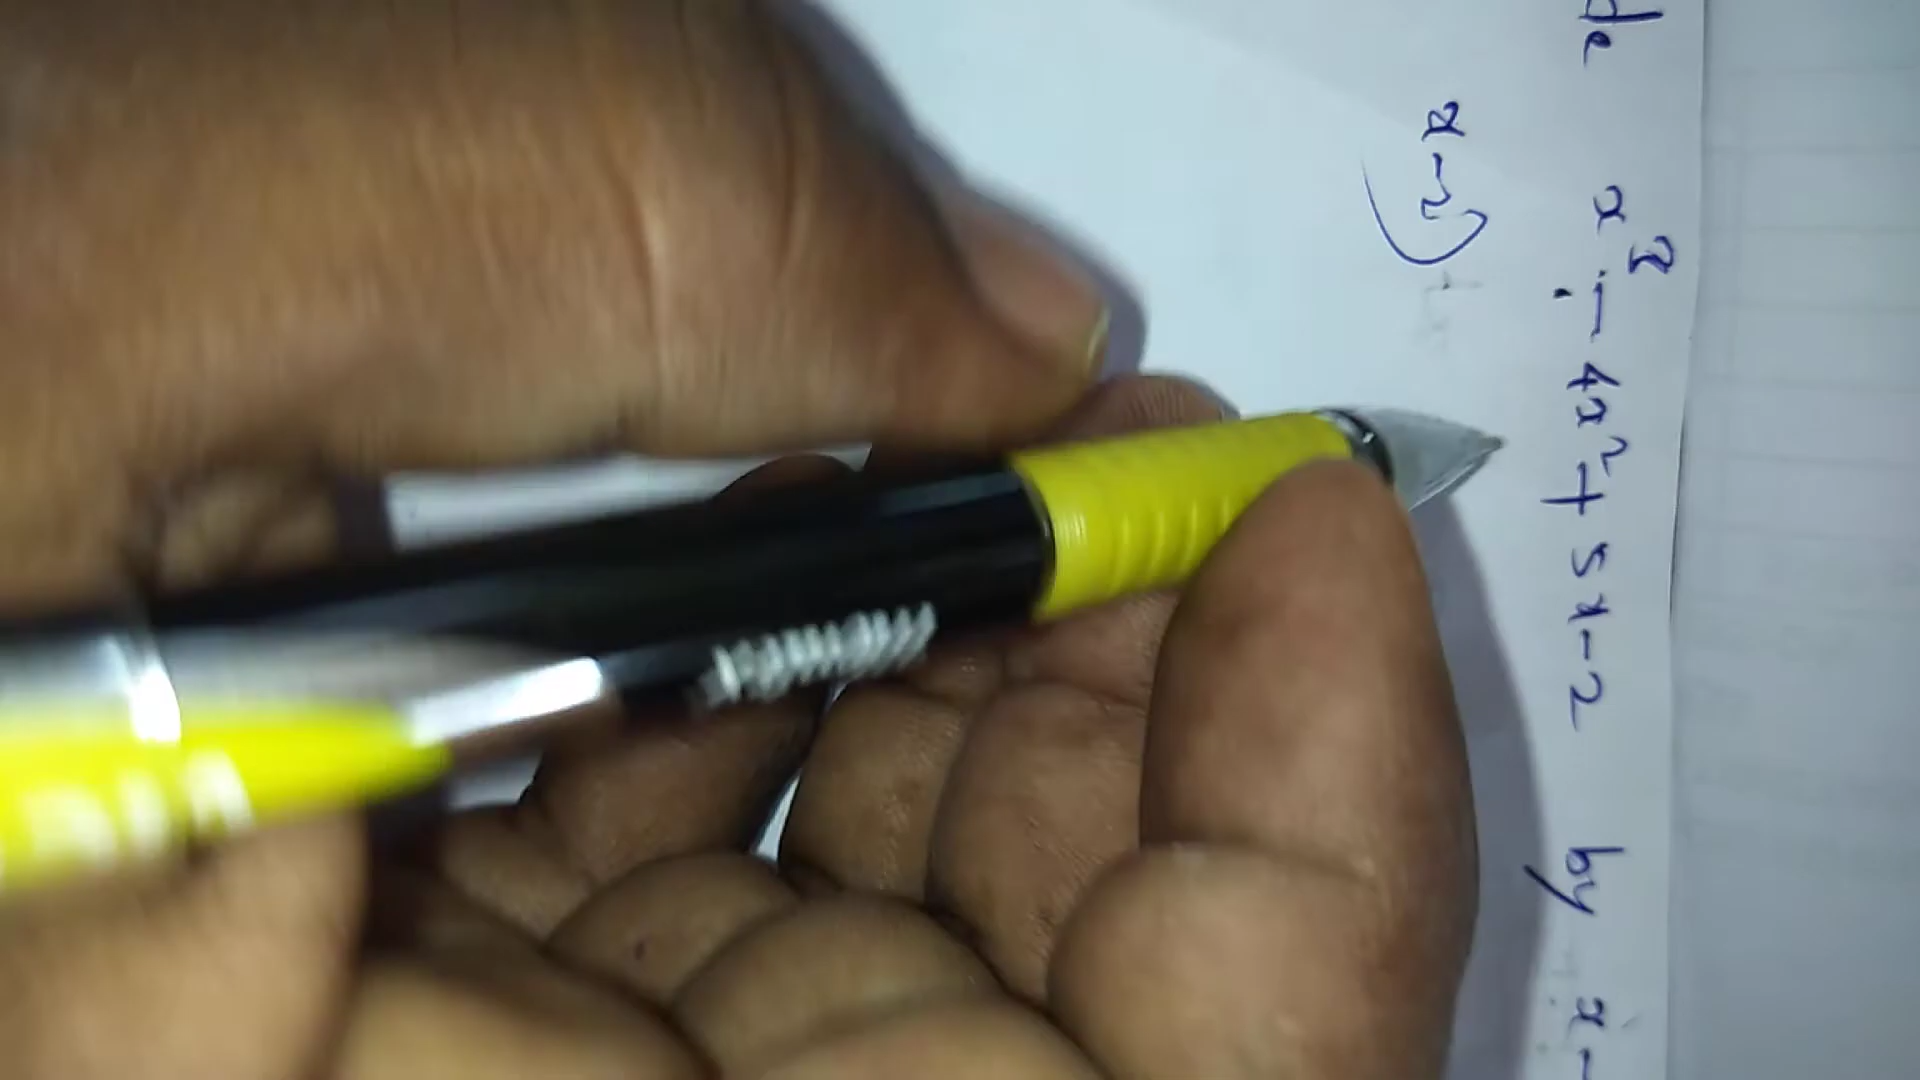 de x³ - 4x² + 5x - 2 by x -
x - 2)